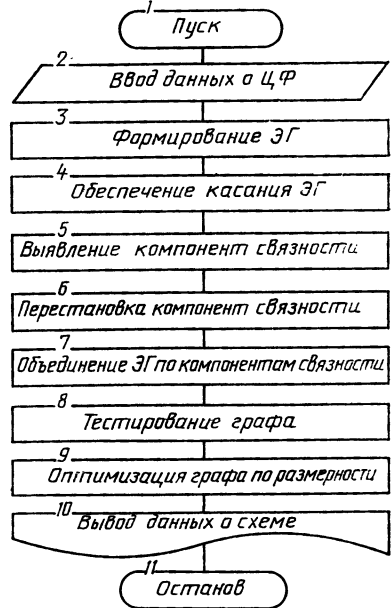 1
Пуск
2
Ввод данных о ЦФ
3
Формирование ЭГ
4
Обеспечение касания ЭГ
5
Выявление компонент связности
6
Перестановка компонент связности
7
Объединение ЭГ по компонентам связности
8
Тестирование графа
9
Оптимизация графа по размерности
10
Вывод данных о схеме
11
Останов